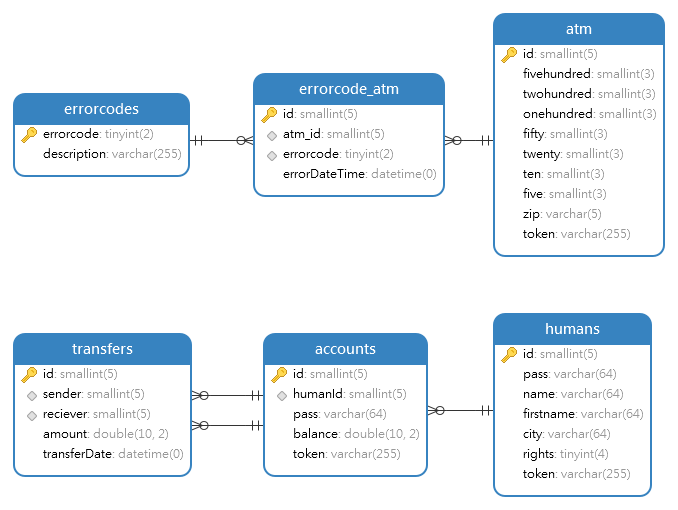 errorcodes
errorcode: tinyint(2)
description: varchar(255)
errorcode_atm
id: smallint(5)
atm_id: smallint(5)
errorcode: tinyint(2)
errorDateTime: datetime(0)
atm
id: smallint(5)
fivehundred: smallint(3)
twohundred: smallint(3)
onehundred: smallint(3)
fifty: smallint(3)
twenty: smallint(3)
ten: smallint(3)
five: smallint(3)
zip: varchar(5)
token: varchar(255)
transfers
id: smallint(5)
sender: smallint(5)
reciever: smallint(5)
amount: double(10, 2)
transferDate: datetime(0)
accounts
id: smallint(5)
humanId: smallint(5)
pass: varchar(64)
balance: double(10, 2)
token: varchar(255)
humans
id: smallint(5)
pass: varchar(64)
name: varchar(64)
firstname: varchar(64)
city: varchar(64)
rights: tinyint(4)
token: varchar(255)